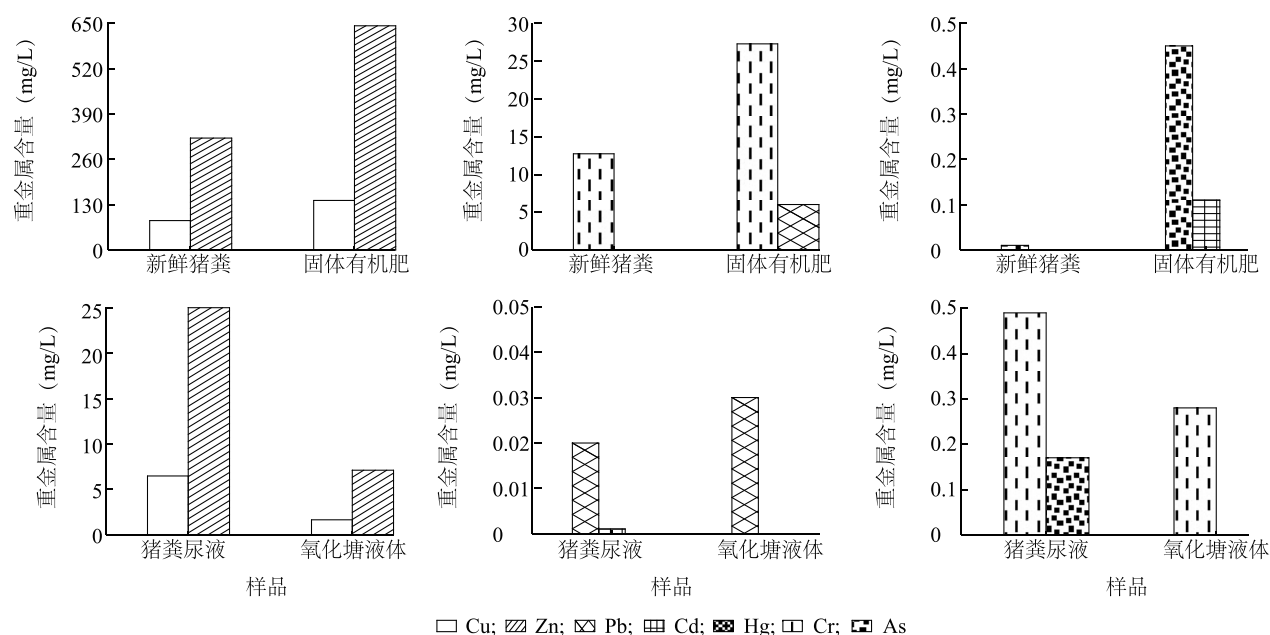 重金属含量（mg/L）
650
520
390
260
130
0
新鲜猪粪
固体有机肥
重金属含量（mg/L）
30
25
20
15
10
5
0
新鲜猪粪
固体有机肥
重金属含量（mg/L）
0.5
0.4
0.3
0.2
0.1
0
新鲜猪粪
固体有机肥
重金属含量（mg/L）
25
20
15
10
5
0
猪粪尿液
氧化塘液体
样品
重金属含量（mg/L）
0.05
0.04
0.03
0.02
0.01
0
猪粪尿液
氧化塘液体
样品
重金属含量（mg/L）
0.5
0.4
0.3
0.2
0.1
0
猪粪尿液
氧化塘液体
样品
Cu; Zn; Pb; Cd; Hg; Cr; As